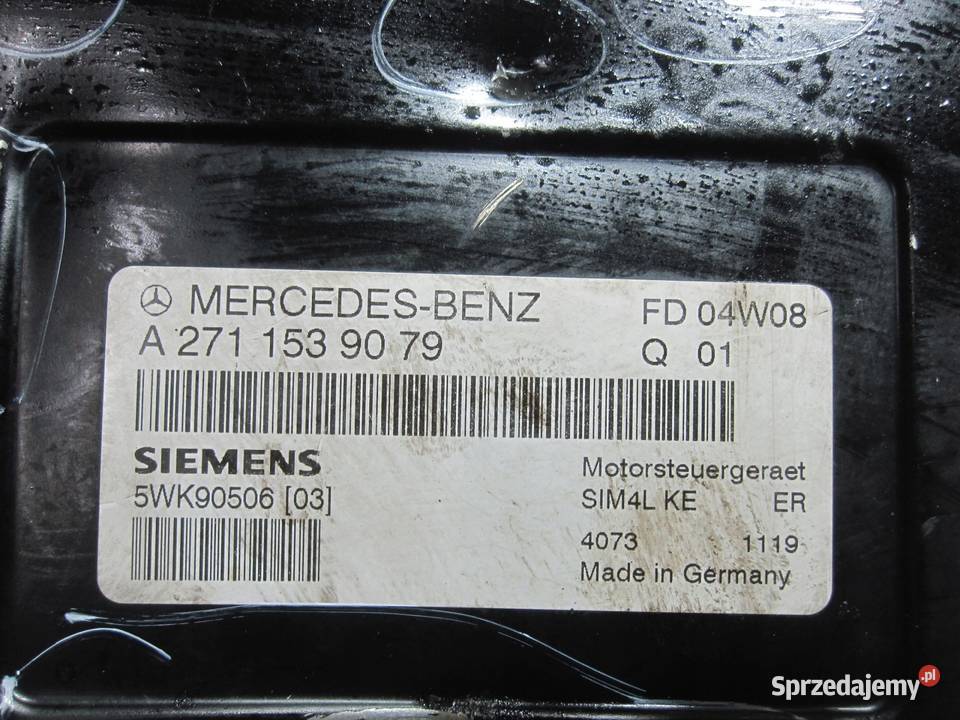 MERCEDES-BENZ FD 04W08
A 271 153 90 79 Q 01
SIEMENS
5WK90506 [03]
Motorsteuergeraet
SIM4L KE ER
4073 1119
Made in Germany
Sprzedajemy.pl